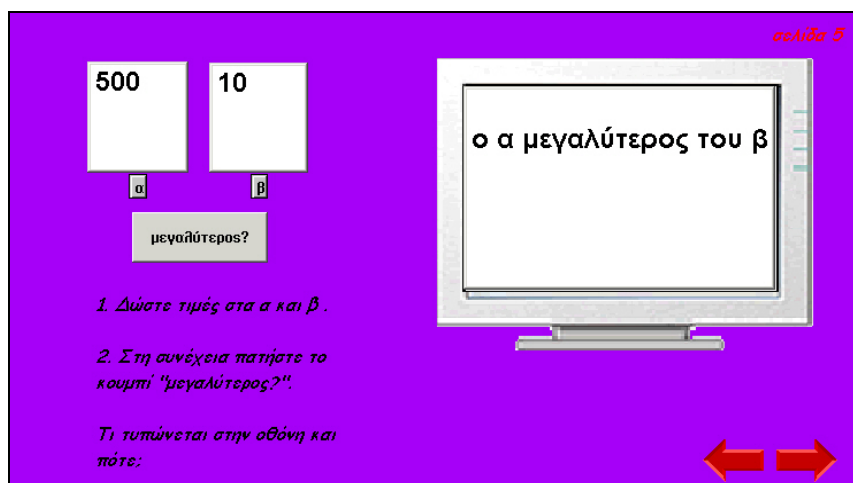 σελίδα 5
500
10
α
β
μεγαλύτερος?
ο α μεγαλύτερος του β
1. Δώστε τιμές στα α και β .
2. Στη συνέχεια πατήστε το
κουμπί "μεγαλύτερος?".
Τι τυπώνεται στην οθόνη και
πότε;